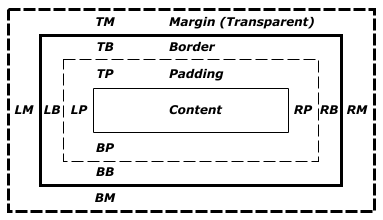 TM Margin (Transparent)
TB Border
TP Padding
LM LB LP Content RP RB RM
BP
BB
BM